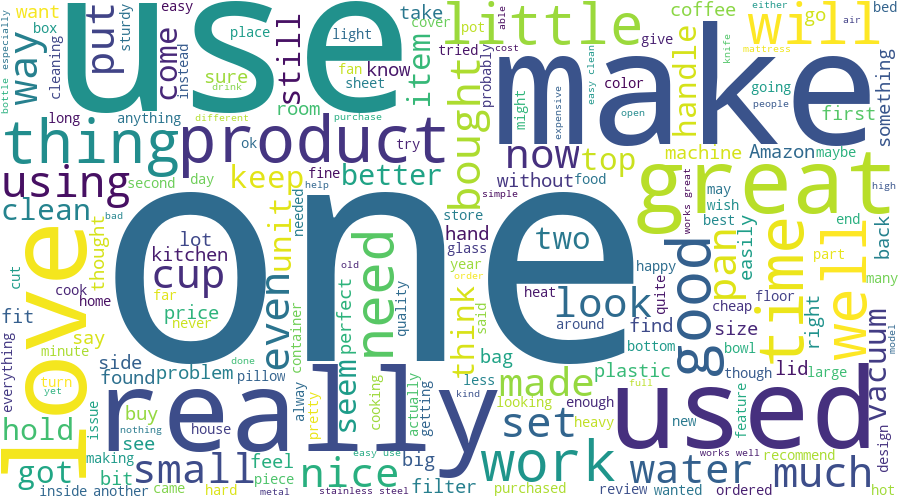 use
one
make
really
used
love
great
little
will
product
thing
using
put
way
come
still
item
bought
handle
coffee
take
want
easy
sturdy
box
cleaning
instead
cover
place
light
sure
fan
know
drink
room
sheet
tried
pot
give
able
cost
probably
air
knife
either
go
bed
mattress
going
people
first
something
easy clean
color
open
expensive
might
bottle especially
long
anything
different
purchase
ok
try
now
top
machine
Amazon
maybe
clean
second
day
keep
fine
help
better
without
food
simple
works great
may
wish
best
high
end
back
many
part
easily
well
time
pan
good
bad
thought
lot
kitchen
cup
far
price
never
unit
needed
even
need
old
store
hand
glass
year
order
said
think
two
look
heat
around
quite
happy
find
floor
cheap
size
right
bottom
bowl
though
lid
large
vacuum
model
design
cut
cook
home
fit
say
minute
side
found
problem
pillow
container
perfect
seem
quality
bag
less
kind
plastic
made
looking
enough
heavy
full
new
feature
works well
recommend
everything
turn
yet
issue
buy
see
hold
nothing
done
house
always
pretty
cooking
actually
getting
easy use
big
set
work
water
much
got
making
bit
small
feel
piece
nice
filter
purchased
review
wanted
ordered
inside
another
came
hard
metal
stainless steel
hot